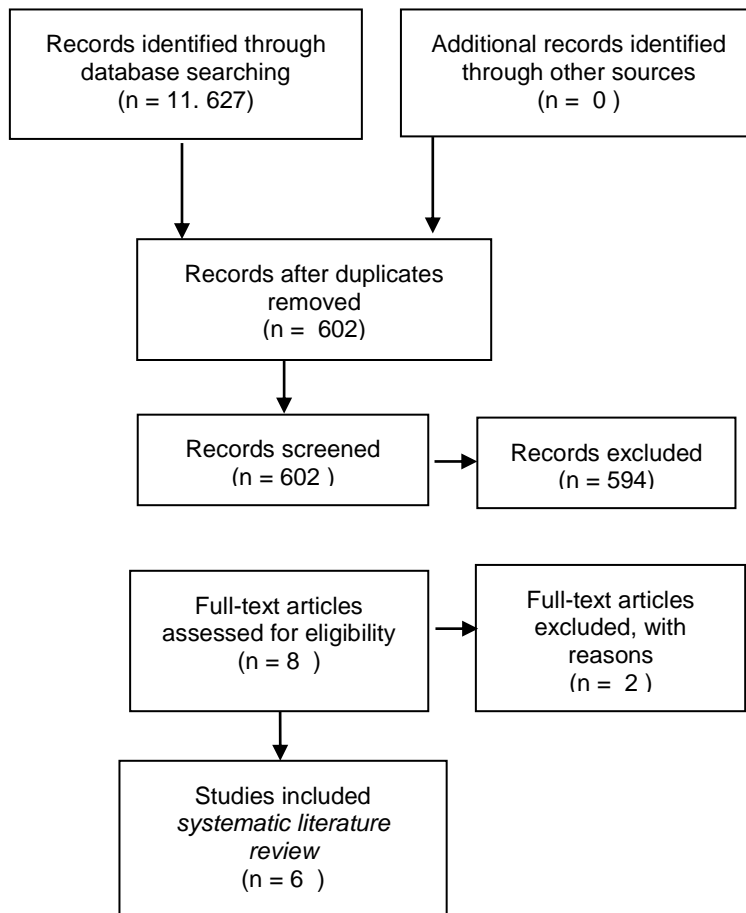 Records identified through
database searching
(n = 11. 627)
Additional records identified
through other sources
(n =  0 )
Records after duplicates
removed
(n =  602)
Records screened
(n = 602 )
Records excluded
(n = 594)
Full-text articles
assessed for eligibility
(n = 8  )
Full-text articles
excluded, with
reasons
(n =  2 )
Studies included
systematic literature
review
(n = 6  )